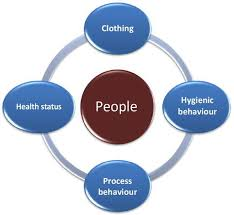 Clothing
Health status
People
Hygienic
behaviour
Process
behaviour